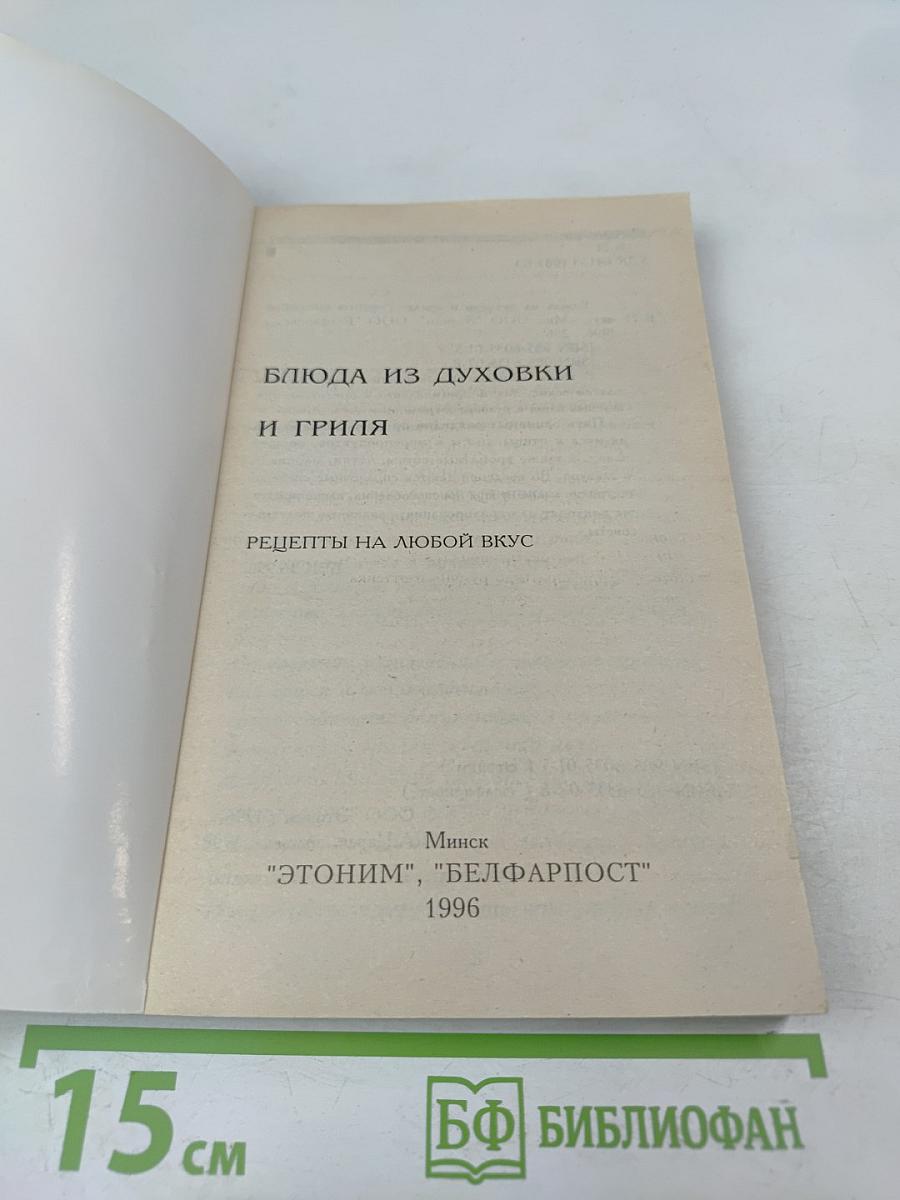 БЛЮДА ИЗ ДУХОВКИ
И ГРИЛЯ
РЕЦЕПТЫ НА ЛЮБОЙ ВКУС
Минск
"ЭТОНИМ", "БЕЛФАРПОСТ"
1996
15 см
БФ БИБЛИОФАН